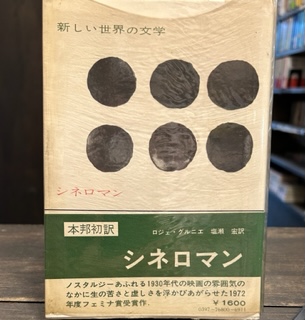 新しい世界の文学
シネロマン
本邦初訳
ロジェ・グルニエ 塩瀬 宏訳
シネロマン
ノスタルジーあふれる1930年代の映画の雰囲気の
なかに生の苦さと虚しさを浮かびあがらせた1972
年度フェミナ賞受賞作.
¥1600